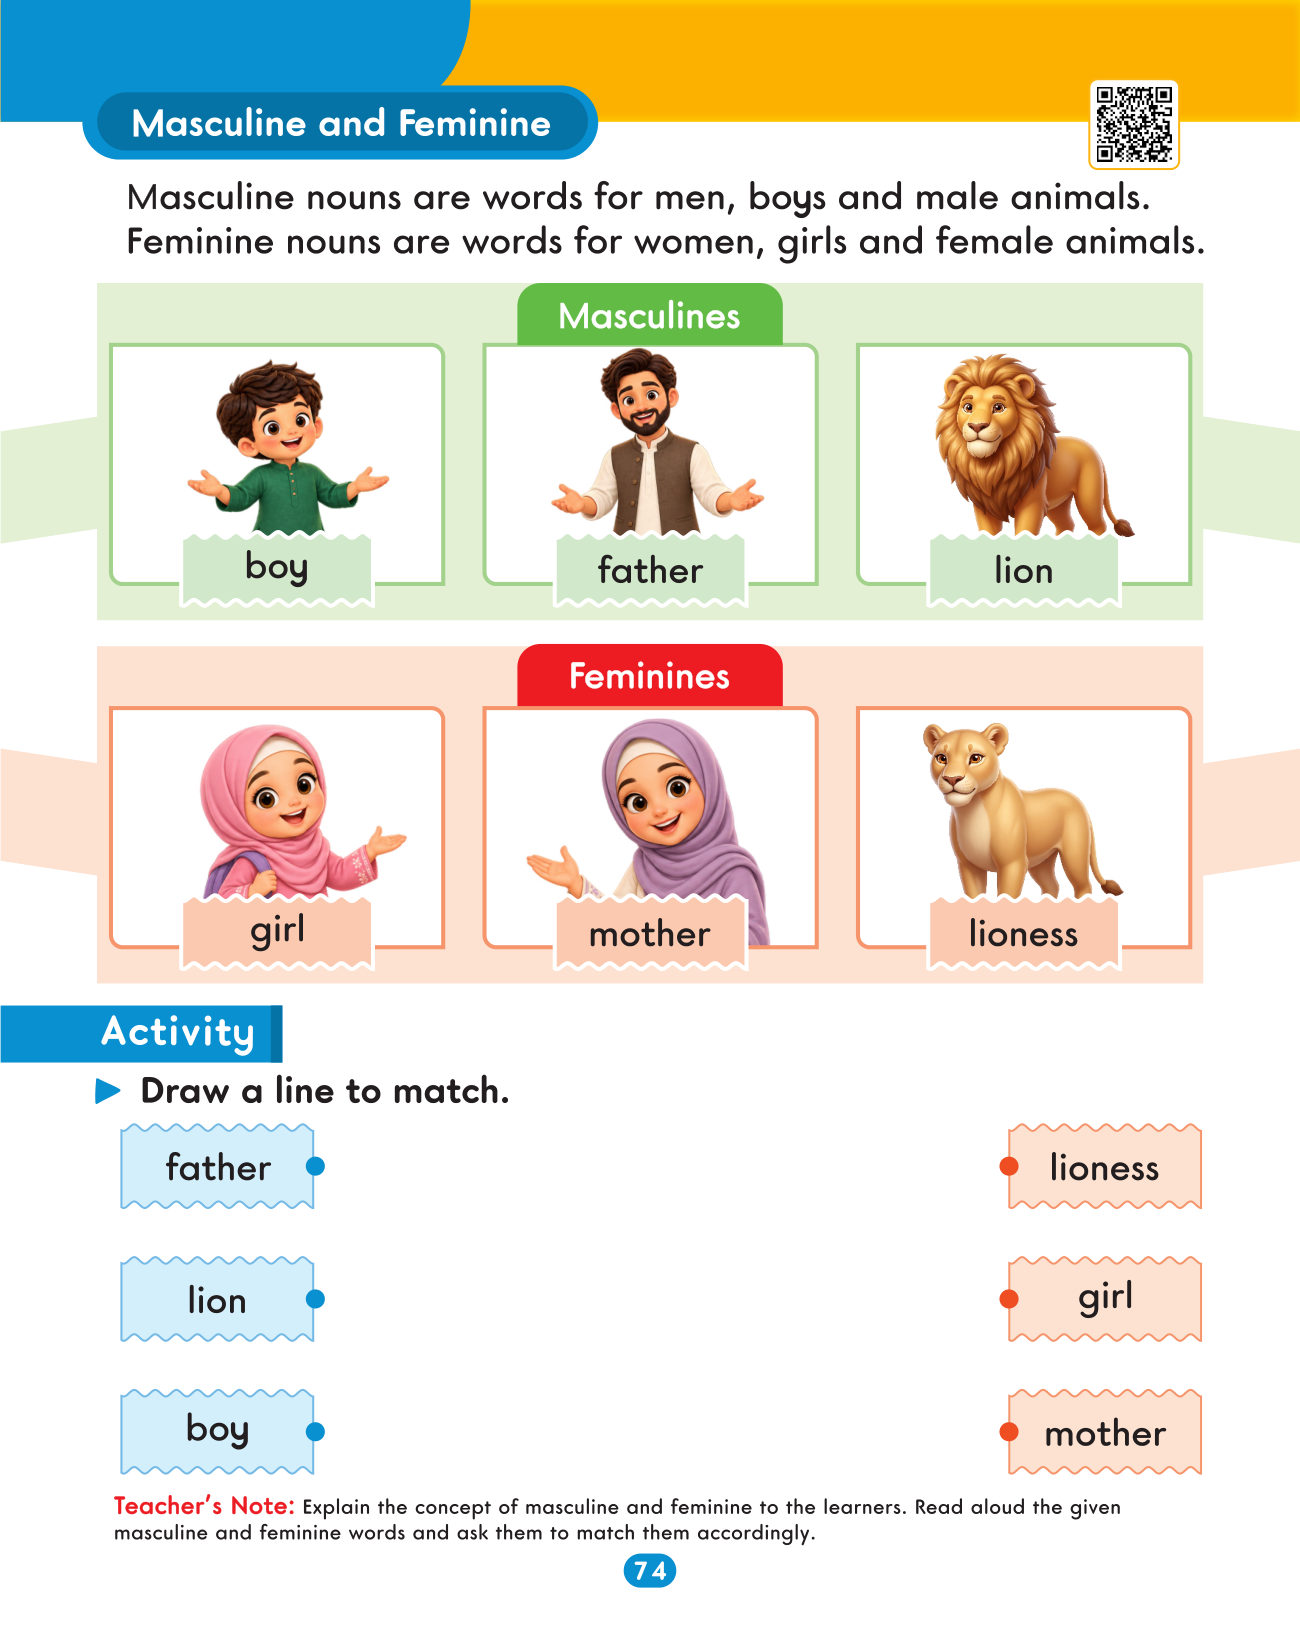 Masculine and Feminine
Masculine nouns are words for men, boys and male animals.
Feminine nouns are words for women, girls and female animals.
Masculines
boy
father
lion
Feminines
girl
mother
lioness
Activity
Draw a line to match.
father
lioness
lion
girl
boy
mother
Teacher's Note: Explain the concept of masculine and feminine to the learners. Read aloud the given
masculine and feminine words and ask them to match them accordingly.
74